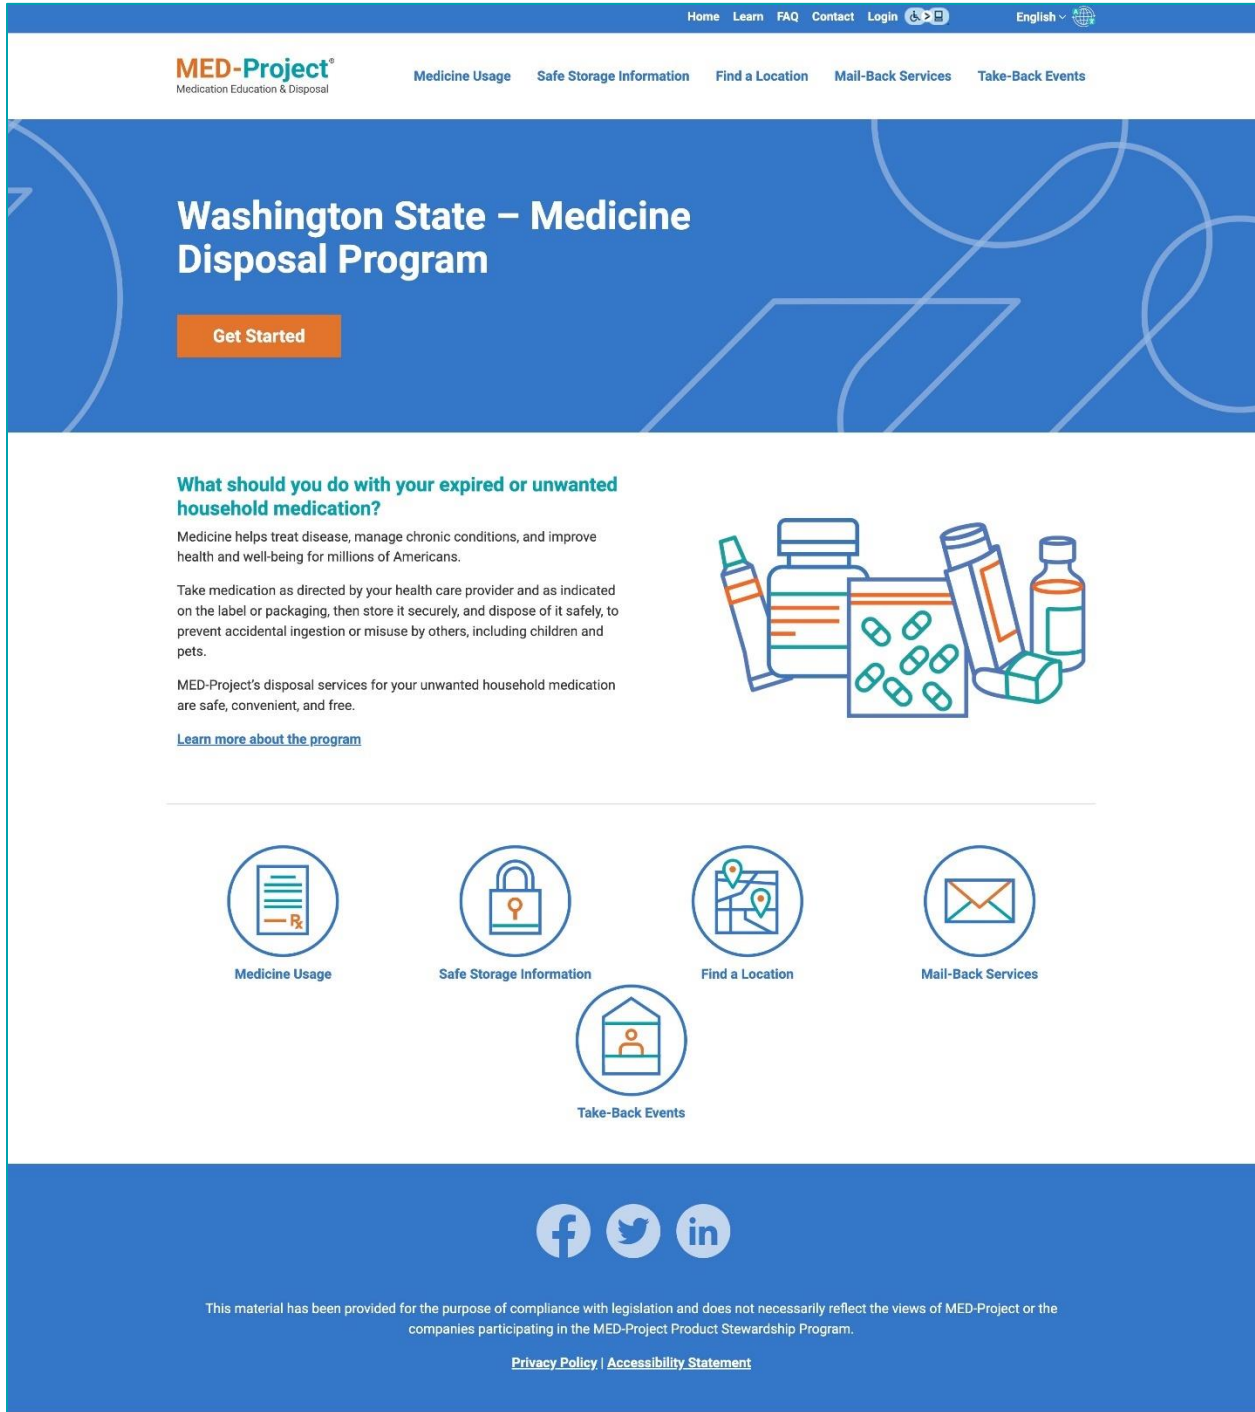 Home Learn FAQ Contact Login English
MED-Project®
Medication Education & Disposal
Medicine Usage Safe Storage Information Find a Location Mail-Back Services Take-Back Events
Washington State – Medicine
Disposal Program
Get Started
What should you do with your expired or unwanted
household medication?
Medicine helps treat disease, manage chronic conditions, and improve
health and well-being for millions of Americans.
Take medication as directed by your health care provider and as indicated
on the label or packaging, then store it securely, and dispose of it safely, to
prevent accidental ingestion or misuse by others, including children and
pets.
MED-Project's disposal services for your unwanted household medication
are safe, convenient, and free.
Learn more about the program
Rx
Medicine Usage
Safe Storage Information
Find a Location
Mail-Back Services
Take-Back Events
f in
This material has been provided for the purpose of compliance with legislation and does not necessarily reflect the views of MED-Project or the
companies participating in the MED-Project Product Stewardship Program.
Privacy Policy | Accessibility Statement